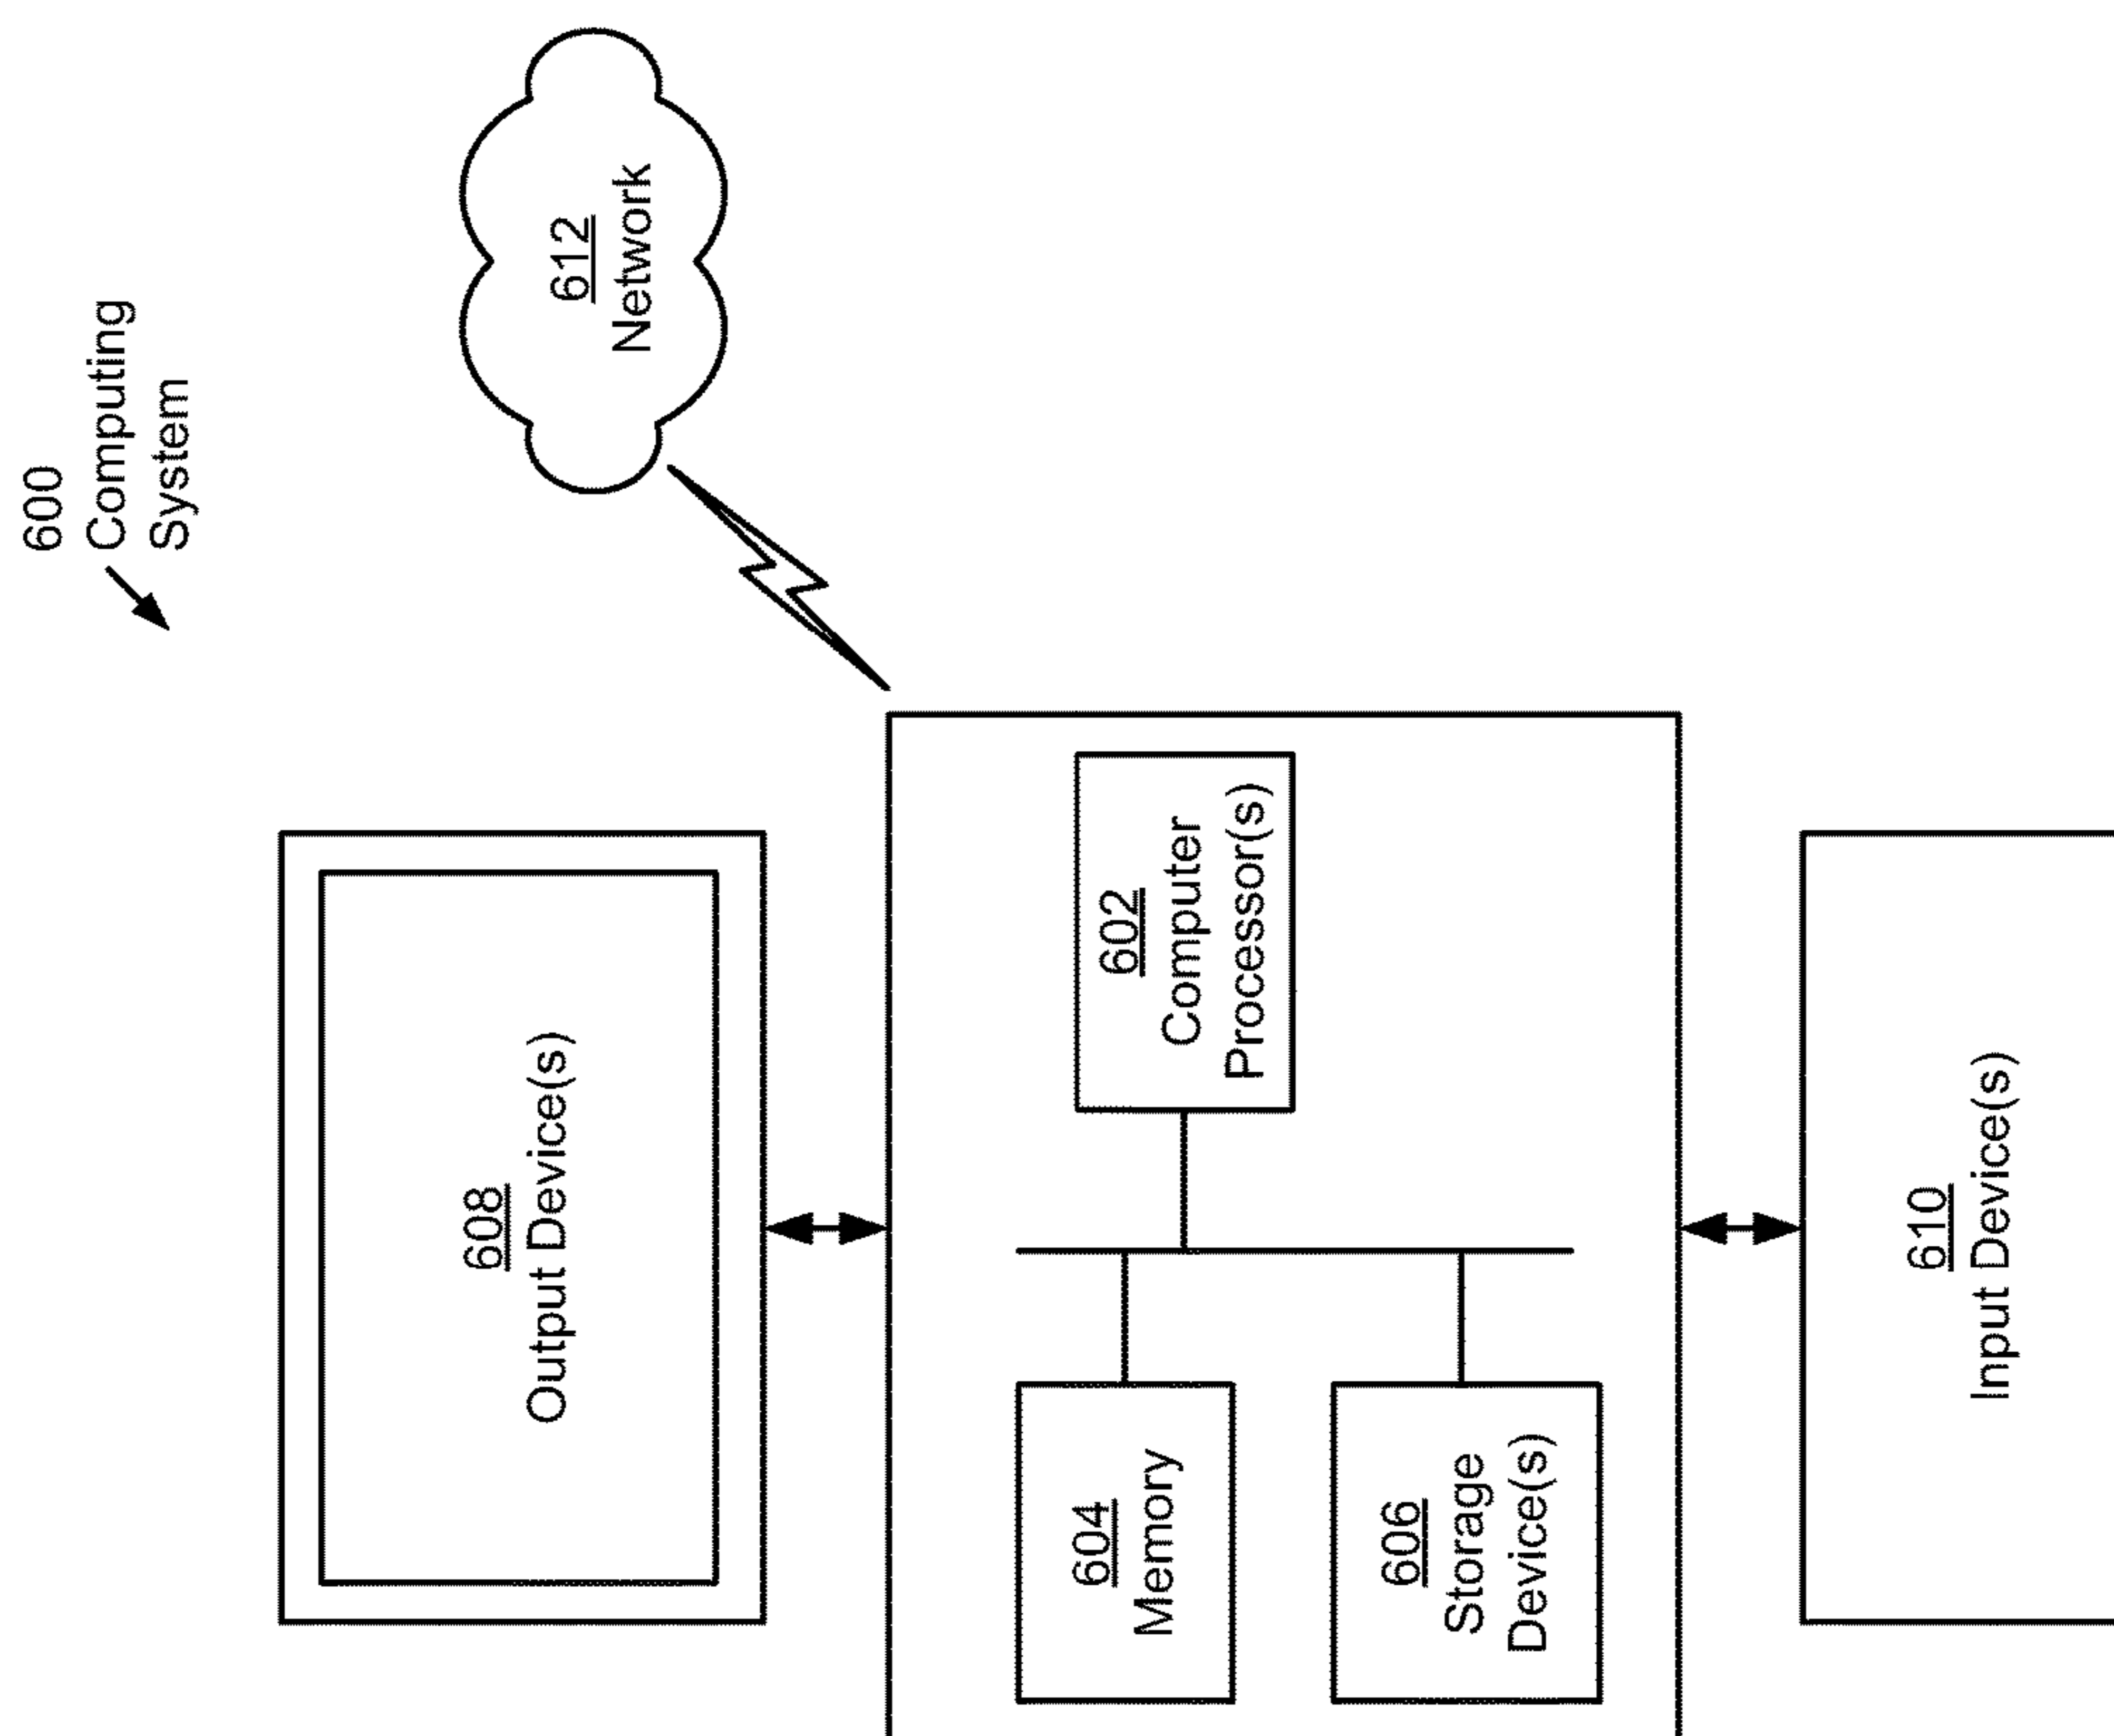 600
Computing
System
612
Network
608
Output Device(s)
602
Computer
Processor(s)
604
Memory
606
Storage
Device(s)
610
Input Device(s)